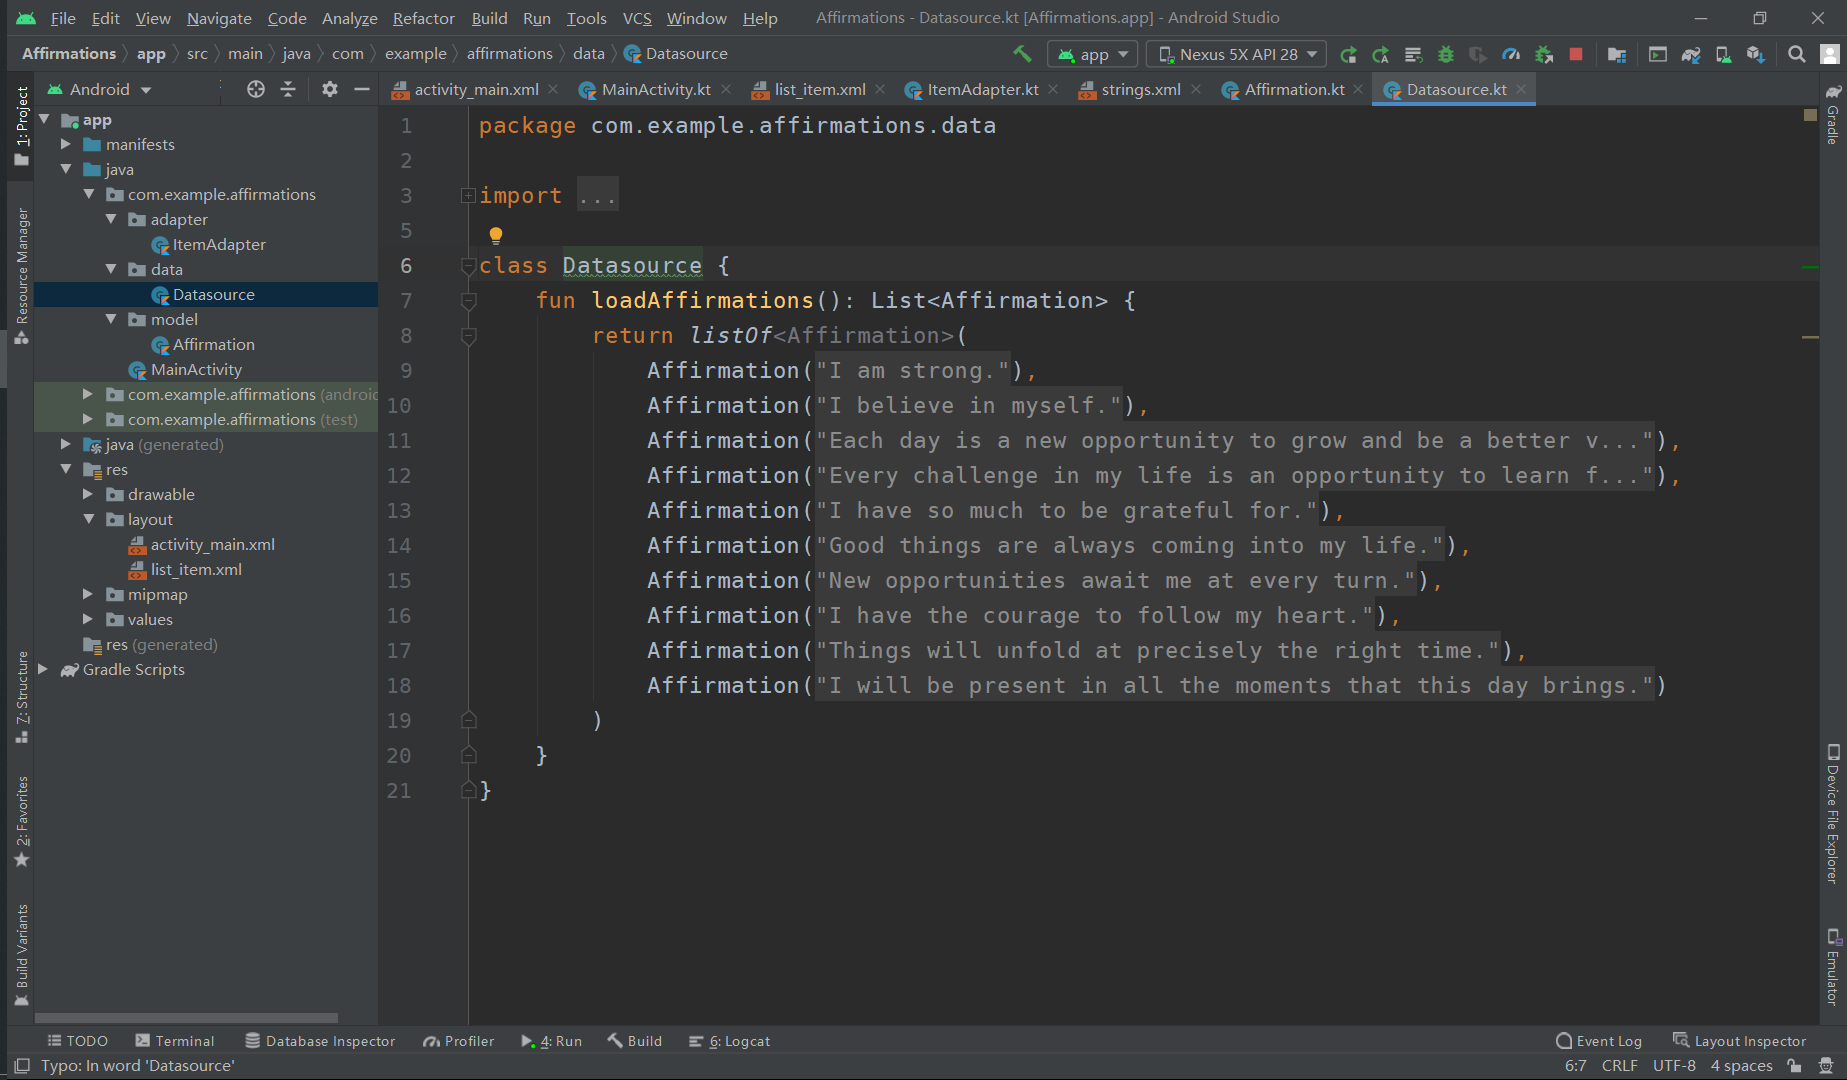 File Edit View Navigate Code Analyze Refactor Build Run Tools VCS Window Help Affirmations - Datasource.kt [Affirmations.app] - Android Studio
Affirmations app src main java com example affirmations data Datasource app Nexus 5X API 28
Android activity_main.xml MainActivity.kt list_item.xml ItemAdapter.kt strings.xml Affirmation.kt Datasource.kt
1: Project
Resource Manager
7: Structure
2: Favorites
Build Variants
app
manifests
java
com.example.affirmations
adapter
ItemAdapter
data
Datasource
model
Affirmation
MainActivity
com.example.affirmations (androic
com.example.affirmations (test)
java (generated)
res
drawable
layout
activity_main.xml
list_item.xml
mipmap
values
res (generated)
Gradle Scripts
1 package com.example.affirmations.data
2
3 import ...
5
6 class Datasource {
7 fun loadAffirmations(): List<Affirmation> {
8 return listOf<Affirmation>(
9 Affirmation("I am strong."),
10 Affirmation("I believe in myself."),
11 Affirmation("Each day is a new opportunity to grow and be a better v..."),
12 Affirmation("Every challenge in my life is an opportunity to learn f..."),
13 Affirmation("I have so much to be grateful for."),
14 Affirmation("Good things are always coming into my life."),
15 Affirmation("New opportunities await me at every turn."),
16 Affirmation("I have the courage to follow my heart."),
17 Affirmation("Things will unfold at precisely the right time."),
18 Affirmation("I will be present in all the moments that this day brings.")
19 )
20 }
21 }
Gradle
Device File Explorer
Emulator
TODO Terminal Database Inspector Profiler 4: Run Build 6: Logcat Event Log Layout Inspector
Typo: In word 'Datasource' 6:7 CRLF UTF-8 4 spaces